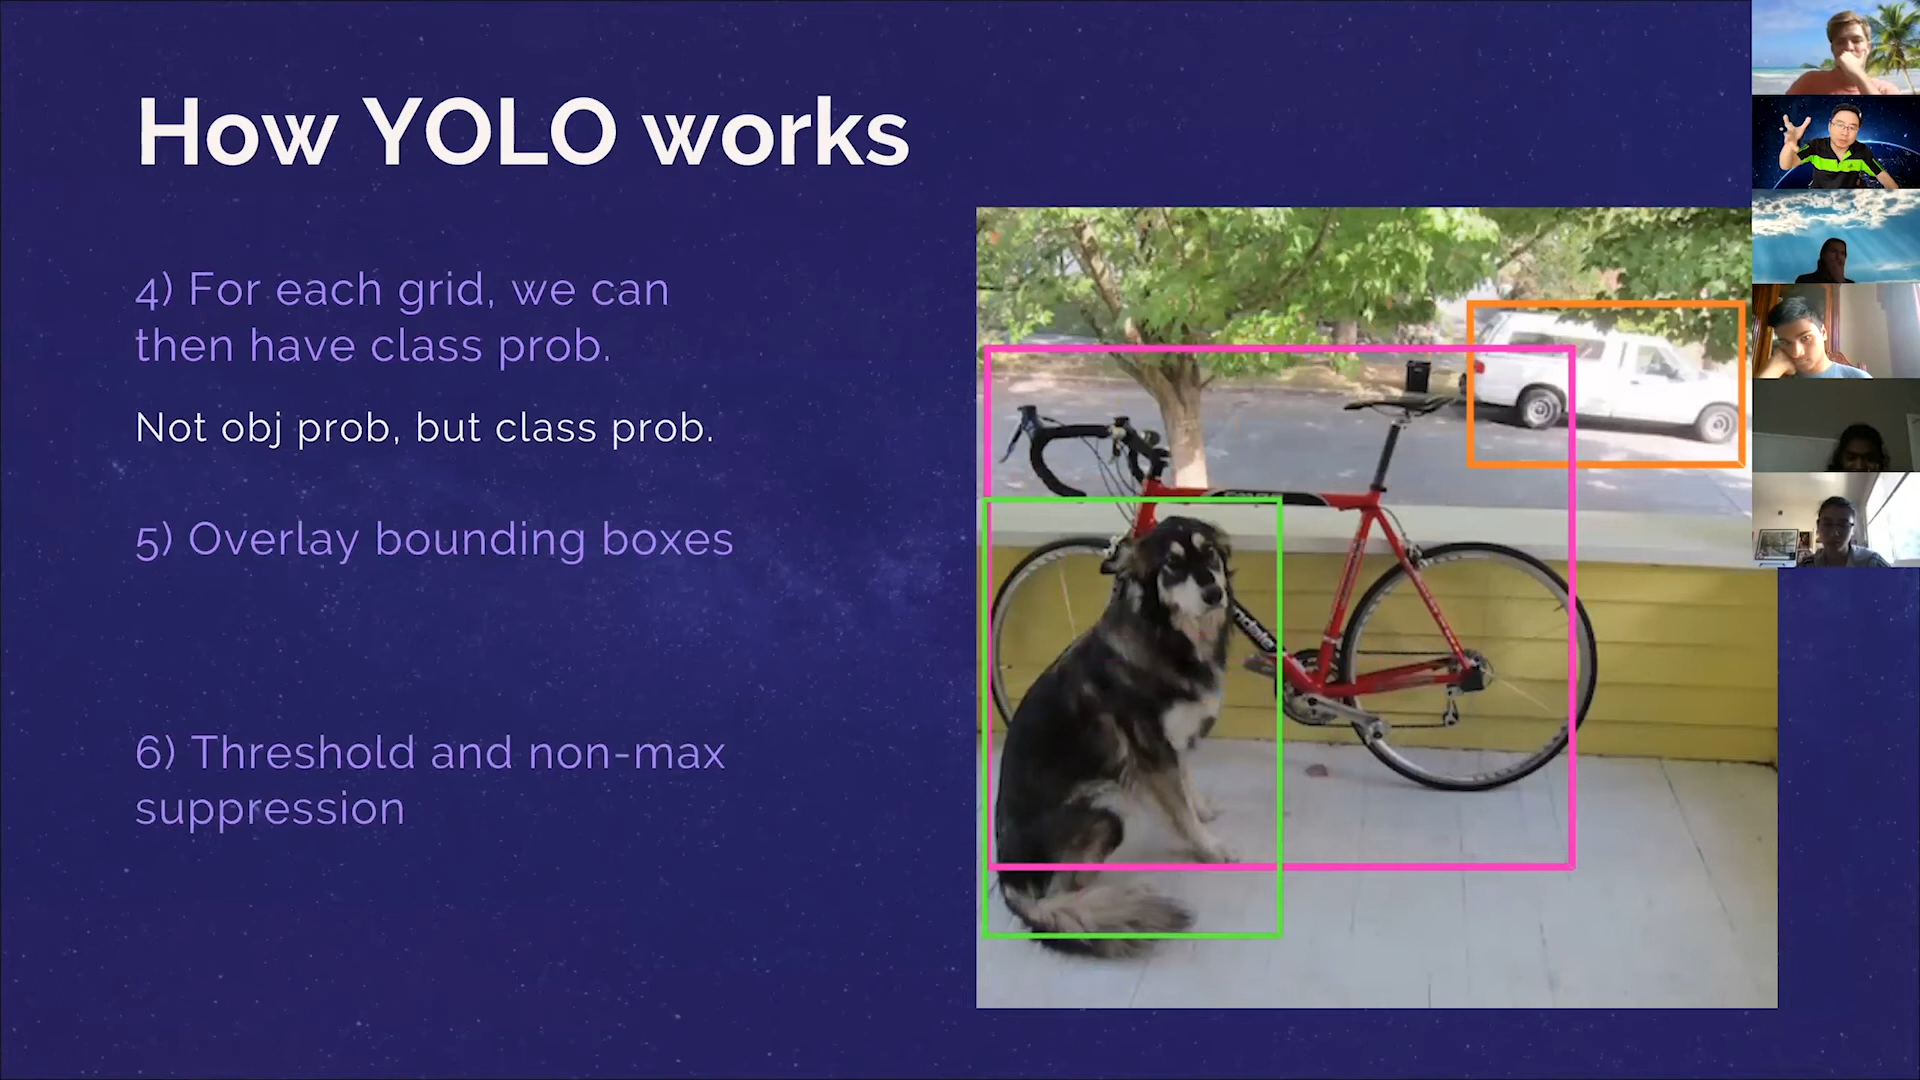 How YOLO works
4) For each grid, we can
then have class prob.
Not obj prob, but class prob.
5) Overlay bounding boxes
6) Threshold and non-max
suppression